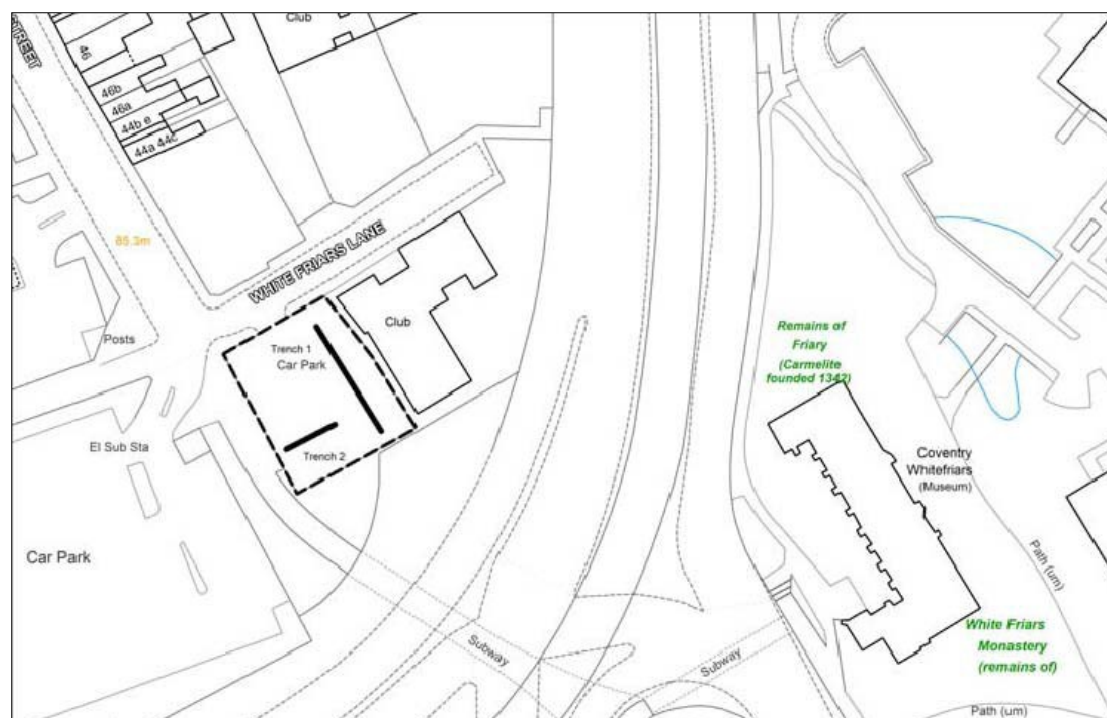 STREET
Club
46
46b
46a
44b e
44a 44c
85.3m
WHITE FRIARS LANE
Posts
Trench 1
Car Park
Club
Trench 2
El Sub Sta
Car Park
Subway
Subway
Remains of
Friary
(Carmelite
founded 1342)
Coventry
Whitefriars
(Museum)
Path (um)
White Friars
Monastery
(remains of)
Path (um)